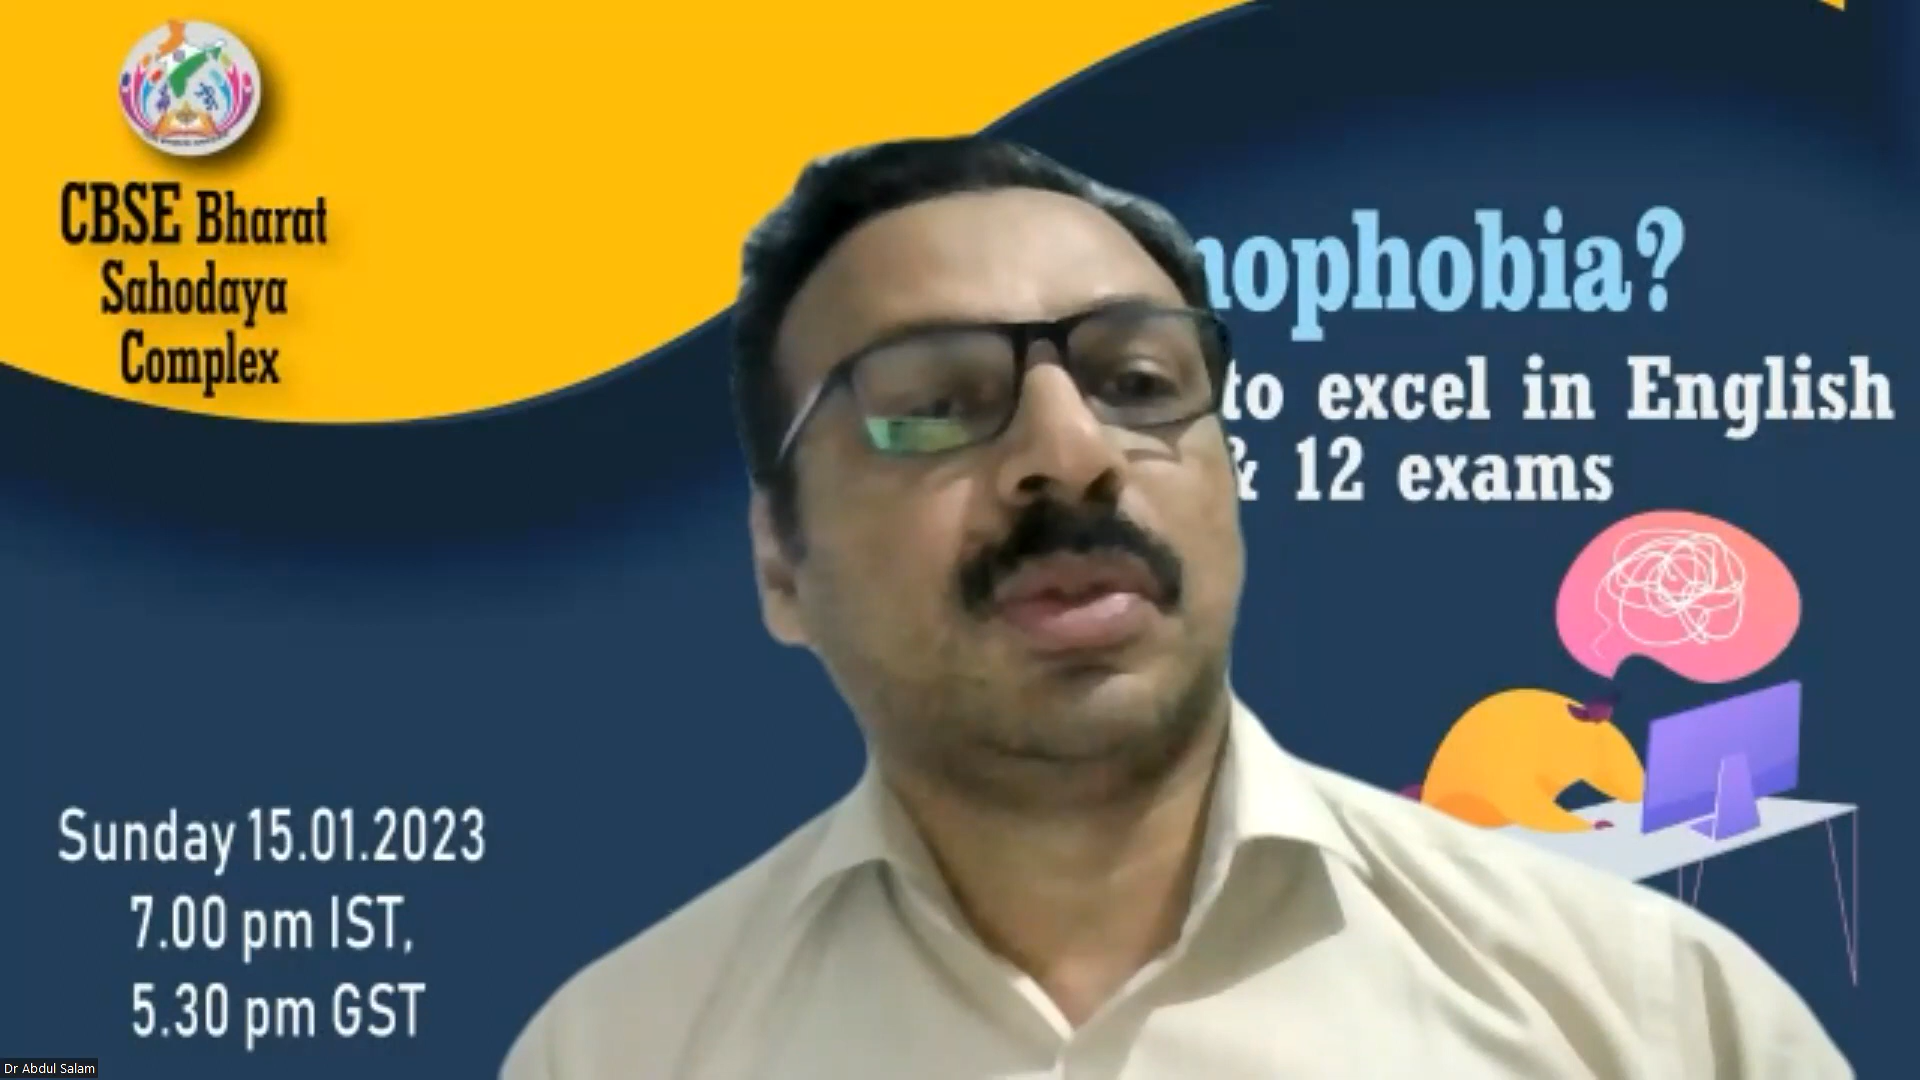 CBSE Bharat
Sahodaya
Complex
nophobia?
to excel in English
& 12 exams
Sunday 15.01.2023
7.00 pm IST,
5.30 pm GST
Dr Abdul Salam